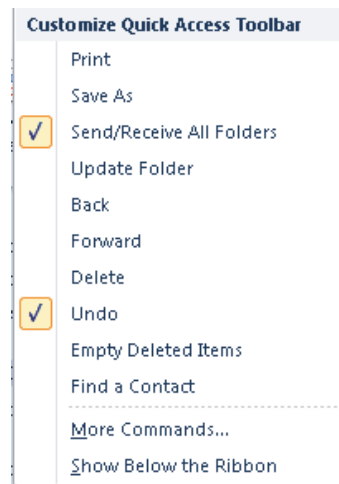 Customize Quick Access Toolbar
Print
Save As
Send/Receive All Folders
Update Folder
Back
Forward
Delete
Undo
Empty Deleted Items
Find a Contact
More Commands...
Show Below the Ribbon